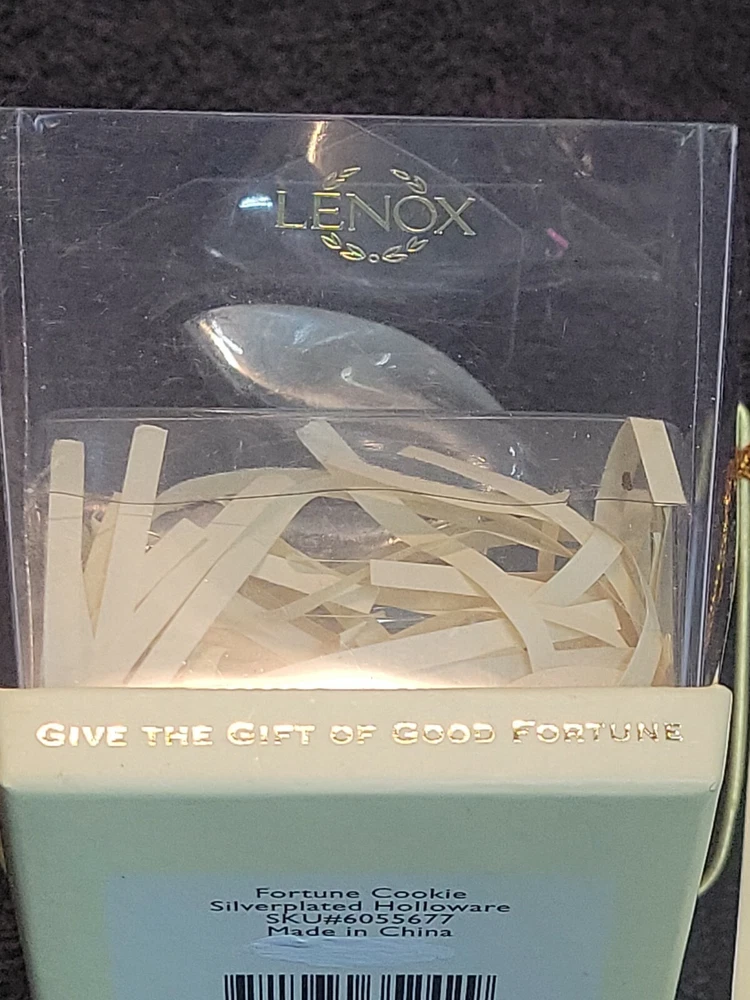 LENOX
GIVE THE GIFT OF GOOD FORTUNE
Fortune Cookie
Silverplated Holloware
SKU#6055677
Made in China